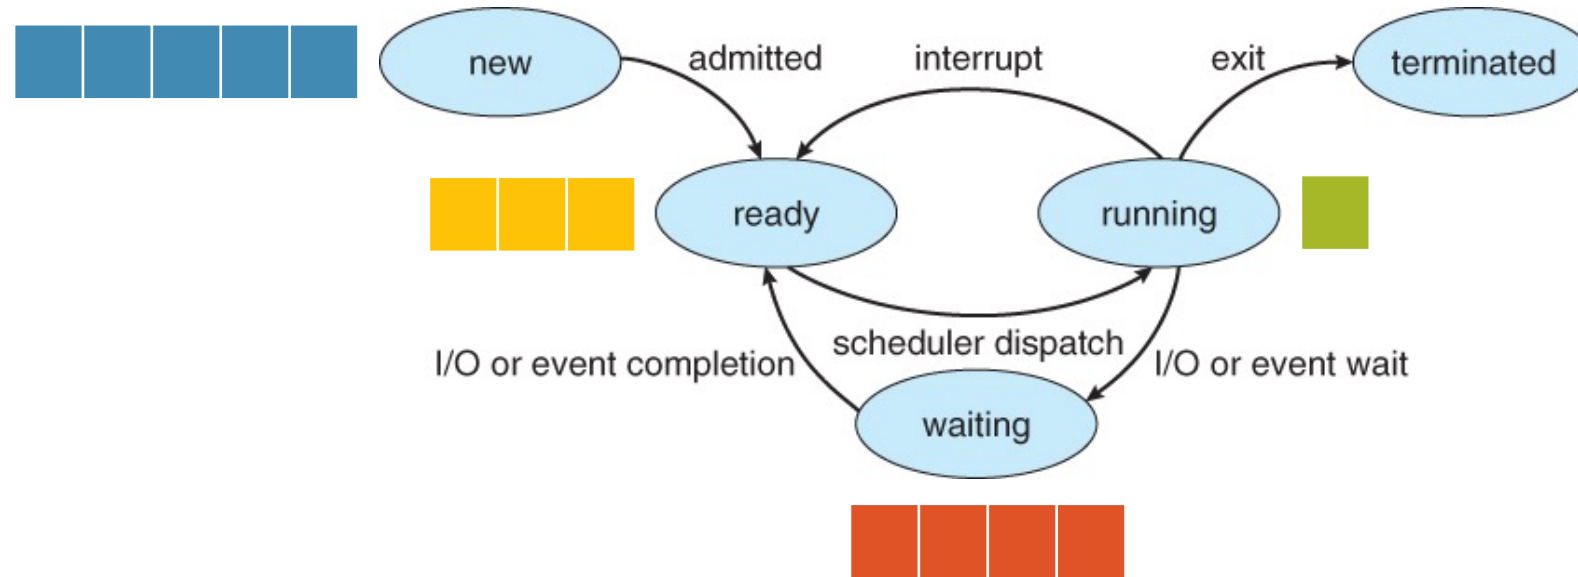 new
admitted
interrupt
exit
terminated
ready
running
scheduler dispatch
I/O or event completion
I/O or event wait
waiting